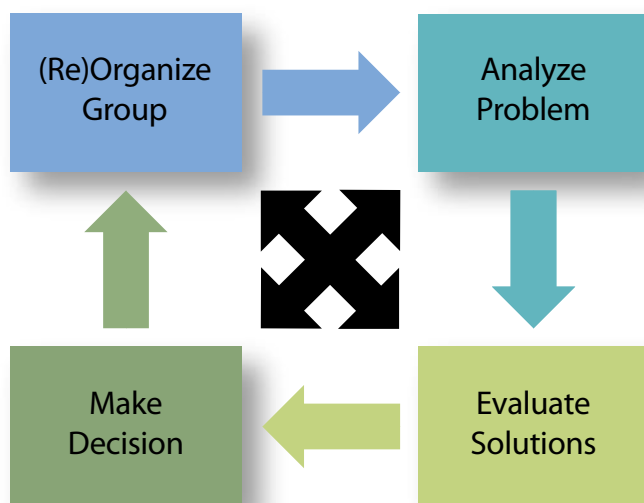 (Re)Organize
Group
Analyze
Problem
Make
Decision
Evaluate
Solutions